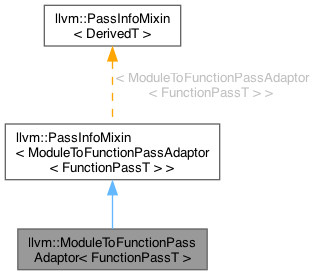 llvm::PassInfoMixin
< DerivedT >
< ModuleToFunctionPassAdaptor
< FunctionPassT > >
llvm::PassInfoMixin
< ModuleToFunctionPassAdaptor
< FunctionPassT > >
llvm::ModuleToFunctionPass
Adaptor< FunctionPassT >